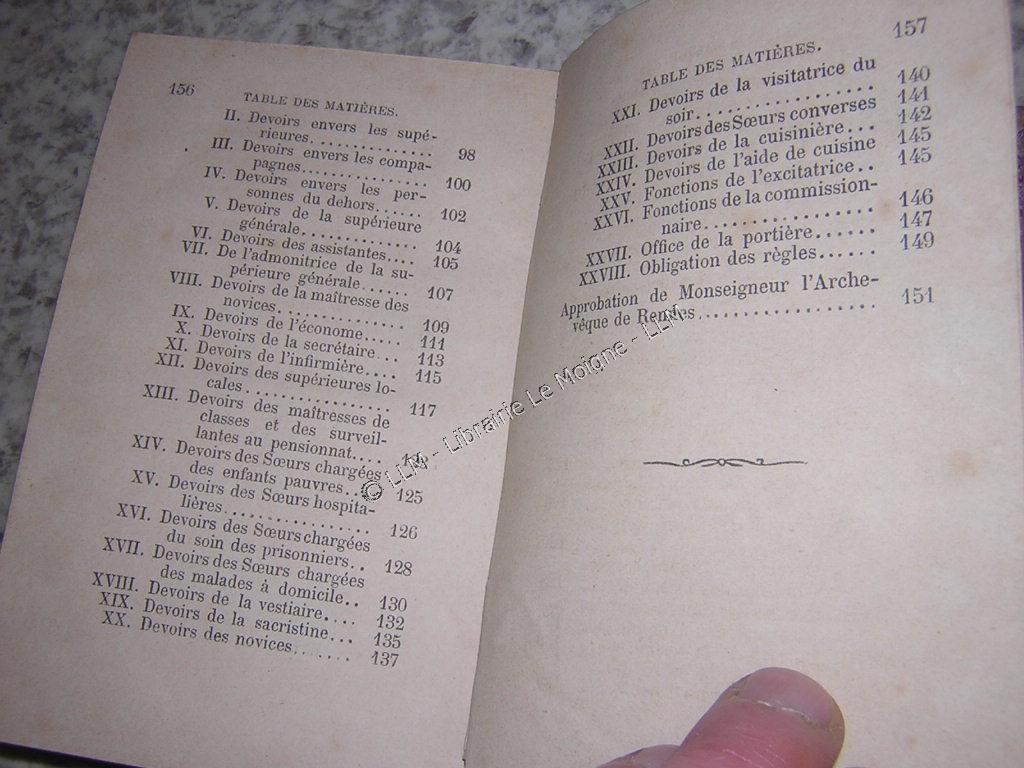 156
TABLE DES MATIÈRES.
II. Devoirs envers les supé-
rieures............... 98
III. Devoirs envers les compa-
pagnes............... 100
IV. Devoirs envers les per-
sonnes du dehors...... 102
V. Devoirs de la supérieure
générale.............. 104
VI. Devoirs des assistantes.... 105
VII. De l'admonitrice de la su-
périeure générale...... 107
VIII. Devoirs de la maîtresse des
novices............... 109
IX. Devoirs de l'économe..... 111
X. Devoirs de la secrétaire... 113
XI. Devoirs de l'infirmière.... 115
XII. Devoirs des supérieures lo-
cales................. 117
XIII. Devoirs des maîtresses de
classes et des surveil-
lantes au pensionnat....
XIV. Devoirs des Sœurs chargées
des enfants pauvres... 125
XV. Devoirs des Sœurs hospita-
lières................ 126
XVI. Devoirs des Sœurs chargées
du soin des prisonniers.. 128
XVII. Devoirs des Sœurs chargées
des malades à domicile.. 130
XVIII. Devoirs de la vestiaire.... 132
XIX. Devoirs de la sacristine... 135
XX. Devoirs des novices....... 137
157
TABLE DES MATIÈRES.
XXI. Devoirs de la visitatrice du
soir.................. 140
XXII. Devoirs des Sœurs converses 141
XXIII. Devoirs de la cuisinière... 142
XXIV. Devoirs de l'aide de cuisine 145
XXV. Fonctions de l'excitatrice.. 145
XXVI. Fonctions de la commission-
naire................. 146
XXVII. Office de la portière...... 147
XXVIII. Obligation des règles...... 149
Approbation de Monseigneur l'Arche-
vêque de Rennes.................. 151
© LLM - Librairie Le Moigne - LLM